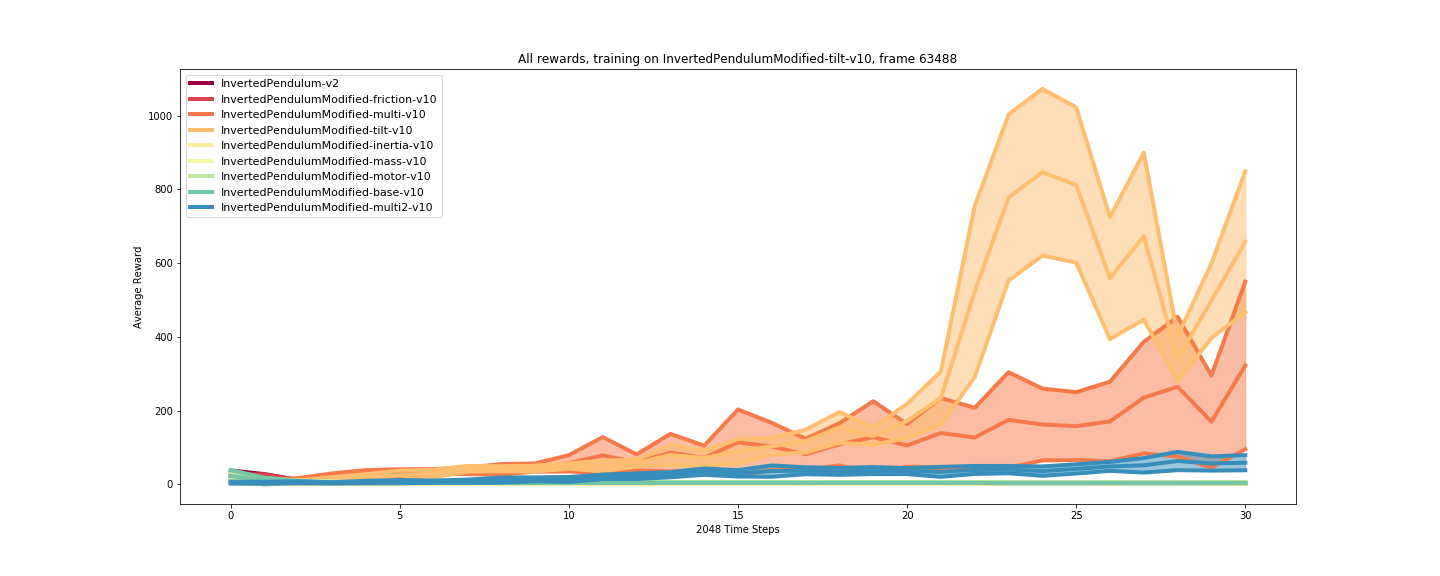 All rewards, training on InvertedPendulumModified-tilt-v10, frame 63488
InvertedPendulum-v2
InvertedPendulumModified-friction-v10
InvertedPendulumModified-multi-v10
InvertedPendulumModified-tilt-v10
InvertedPendulumModified-inertia-v10
InvertedPendulumModified-mass-v10
InvertedPendulumModified-motor-v10
InvertedPendulumModified-base-v10
InvertedPendulumModified-multi2-v10
Average Reward
1000
800
600
400
200
0
0 5 10 15 20 25 30
2048 Time Steps